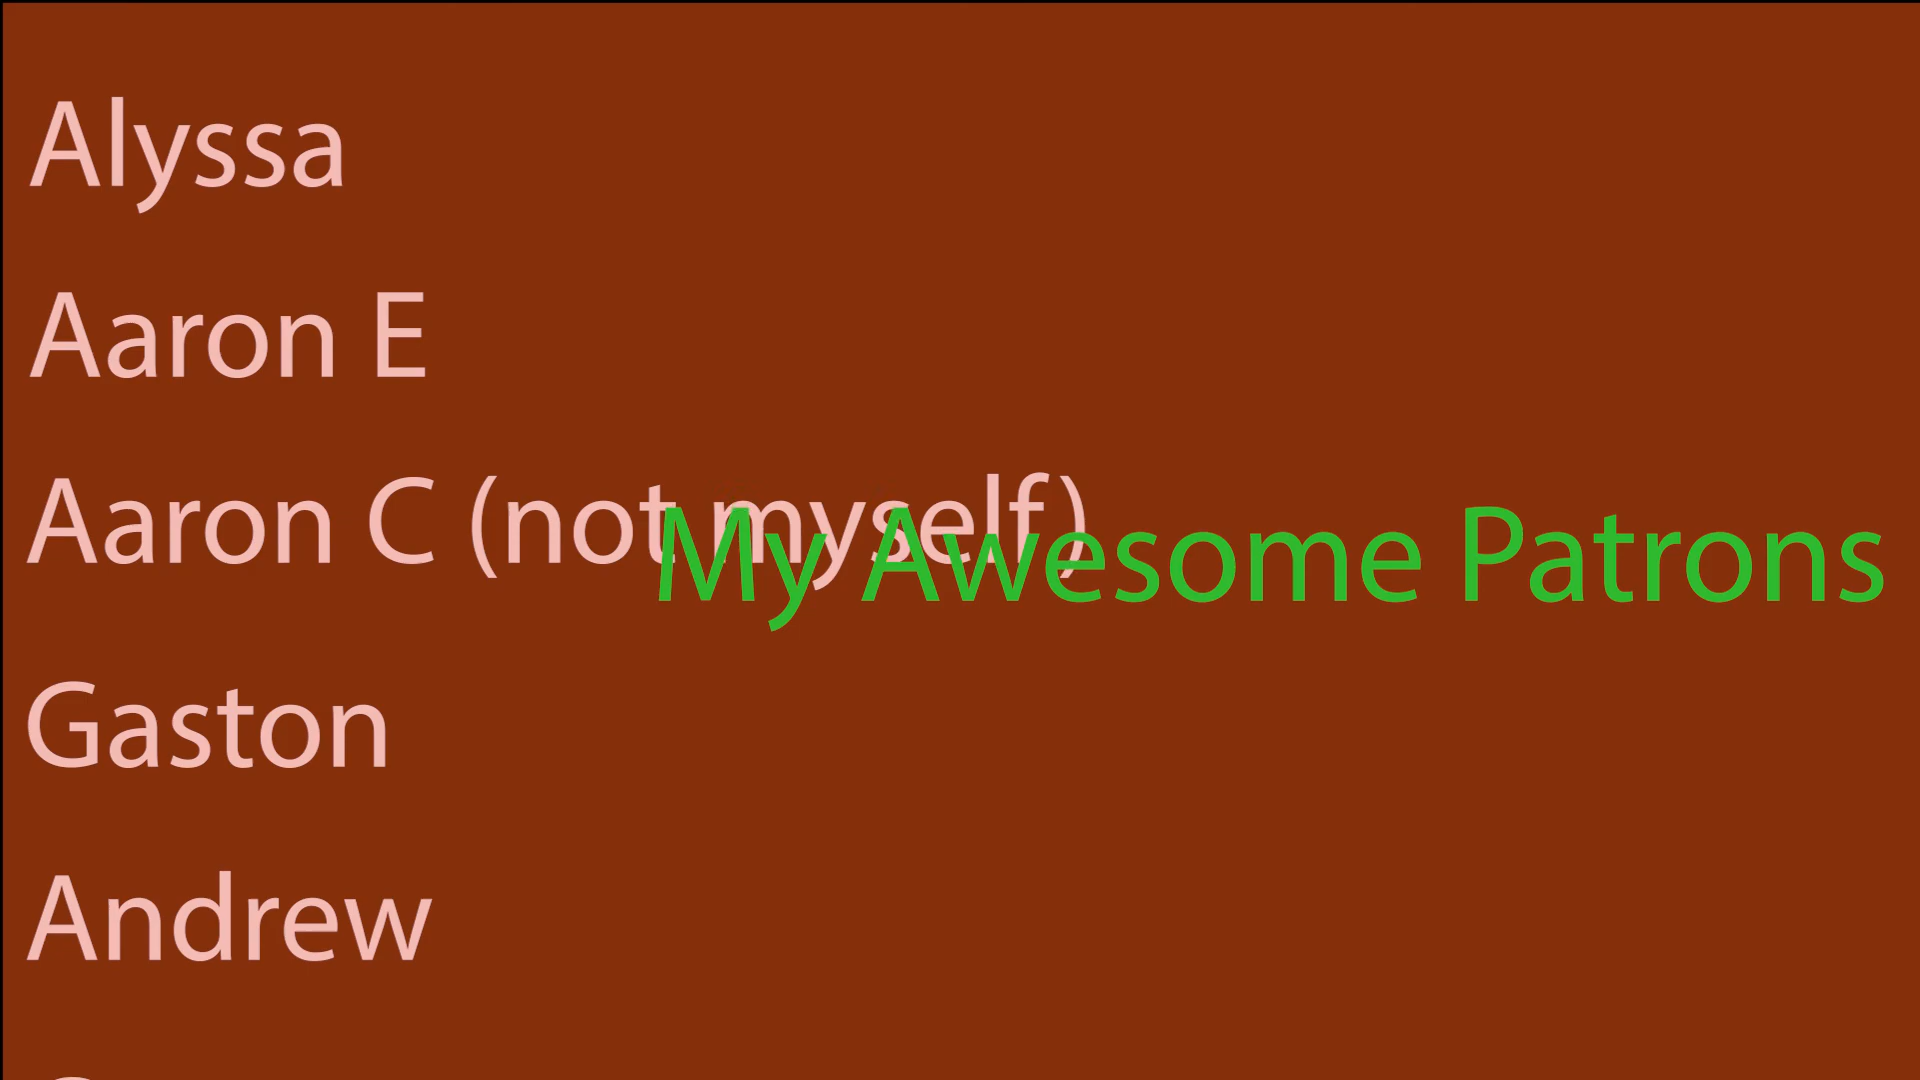 Alyssa
Aaron E
Aaron C (not myself)
My Awesome Patrons
Gaston
Andrew